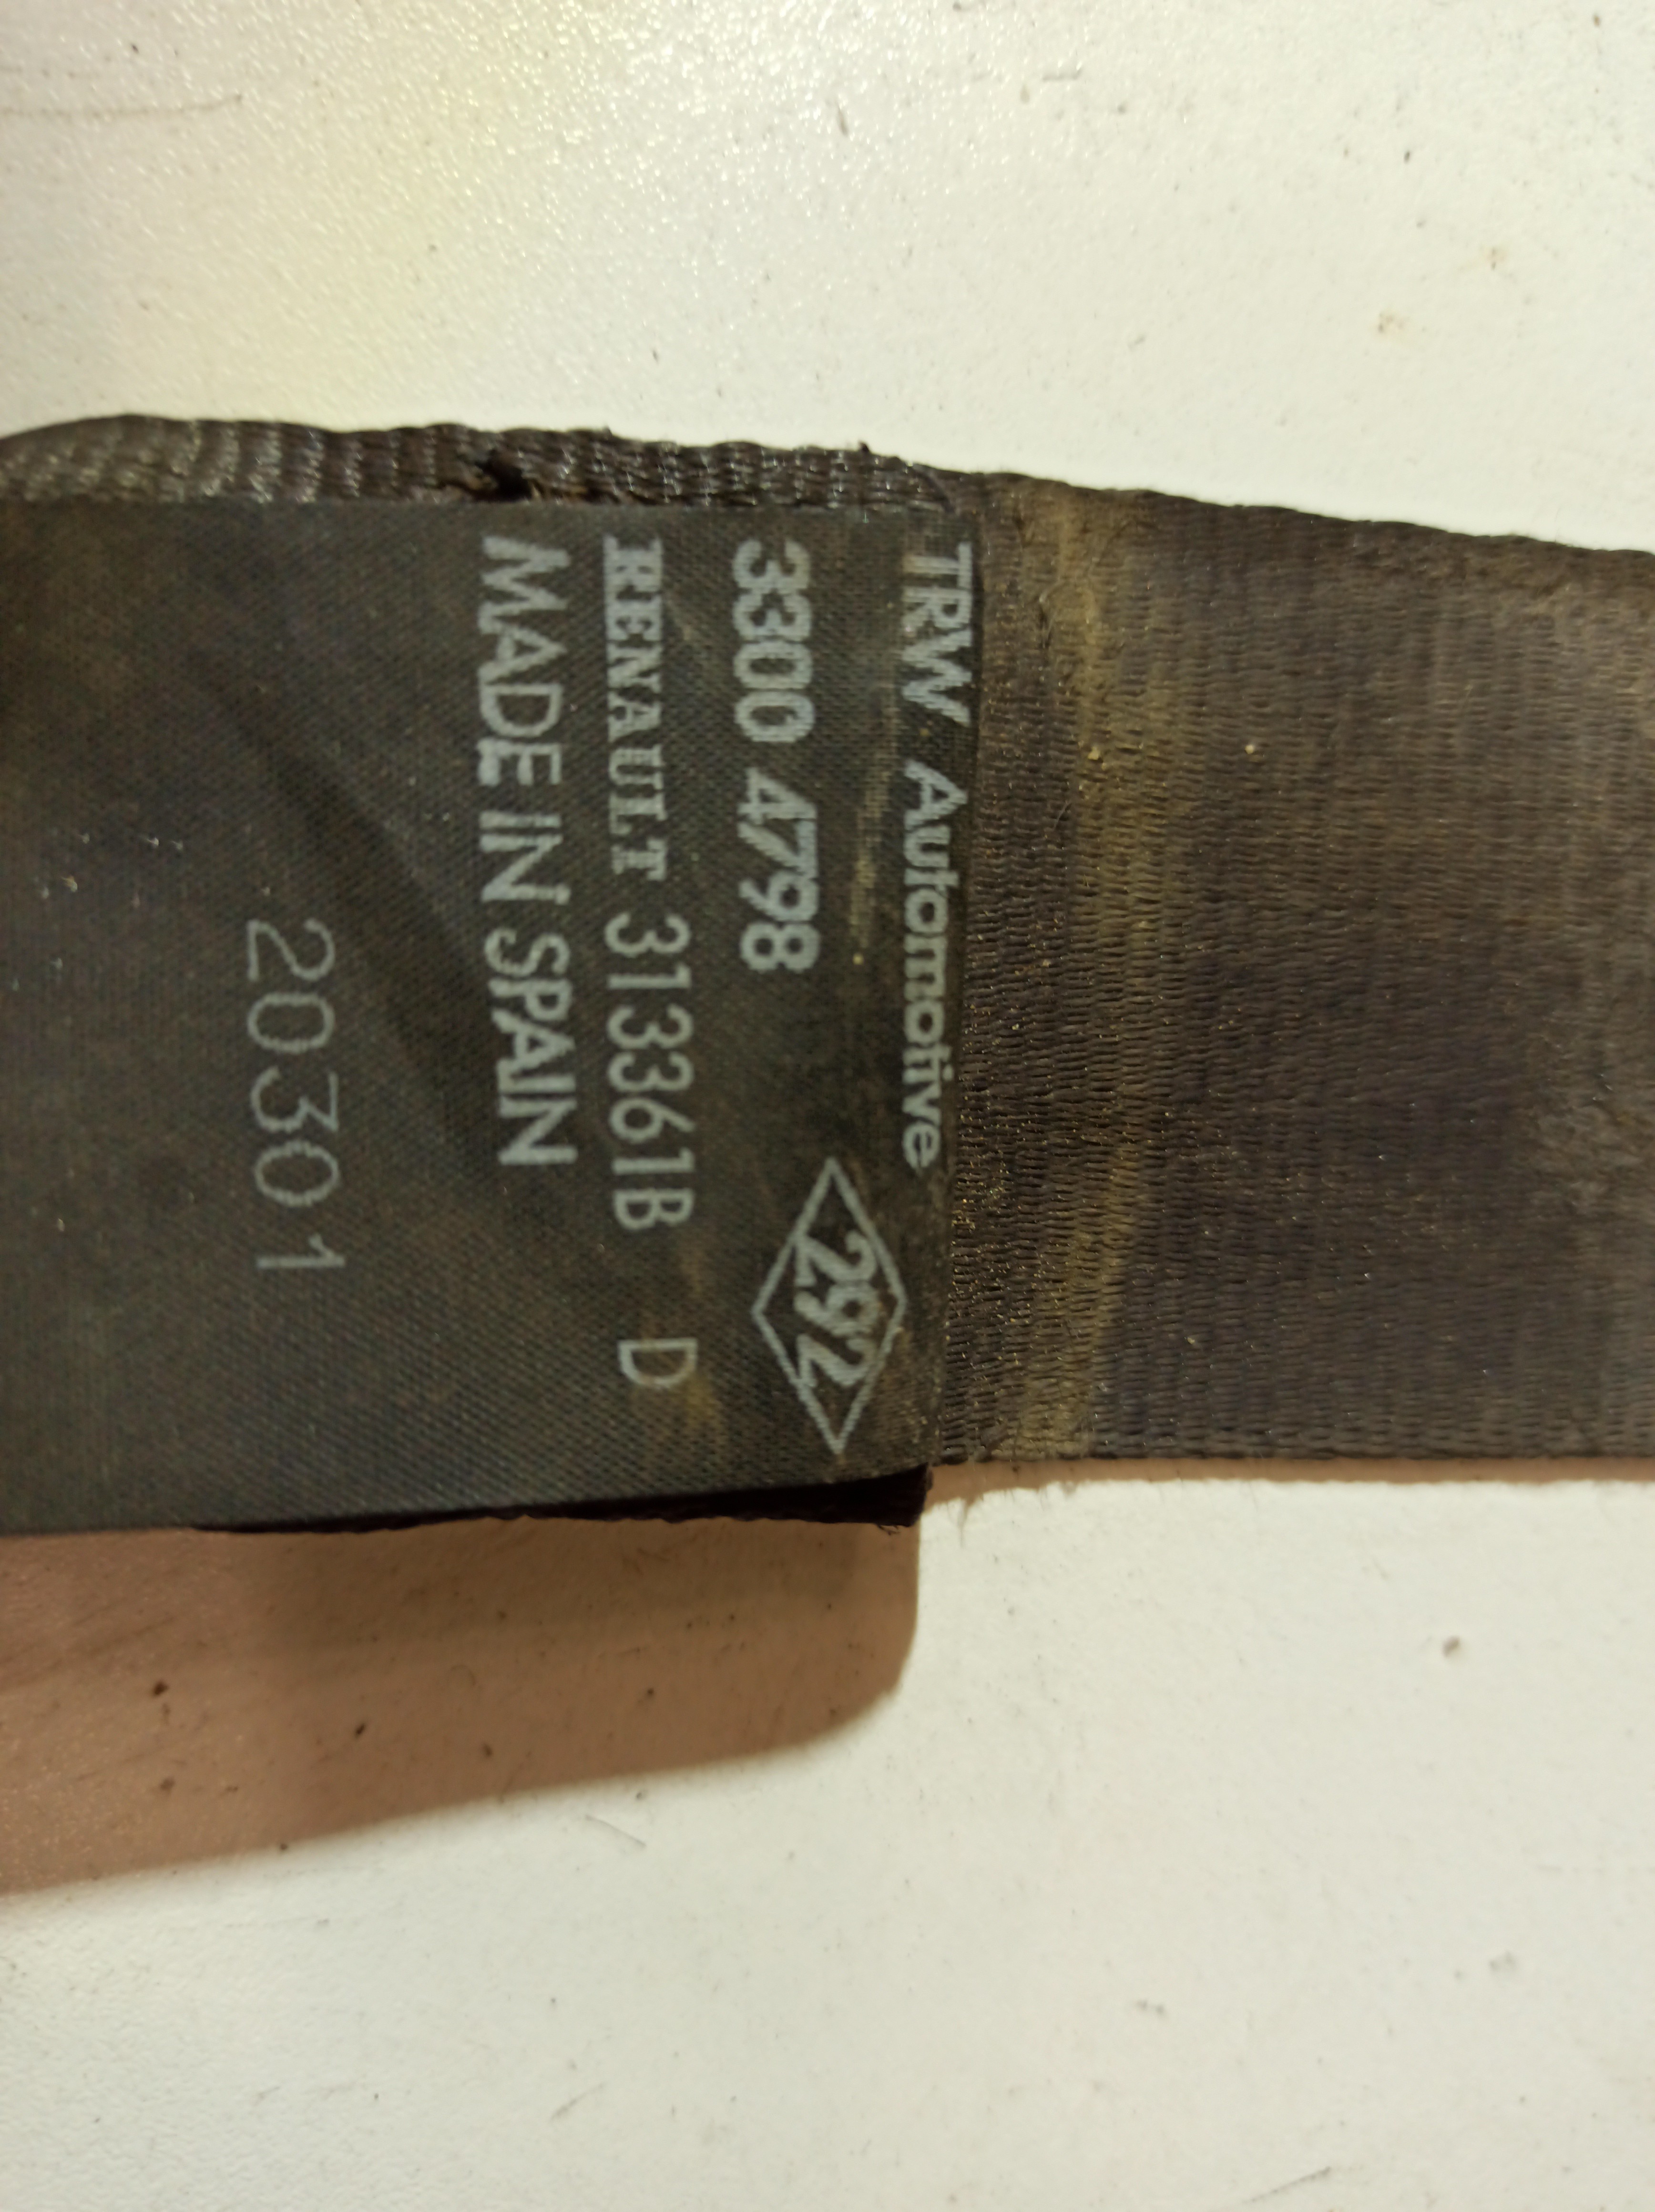 TRW Automotive
3300 4798
292
RENAULT 313361B D
MADE IN SPAIN
20301